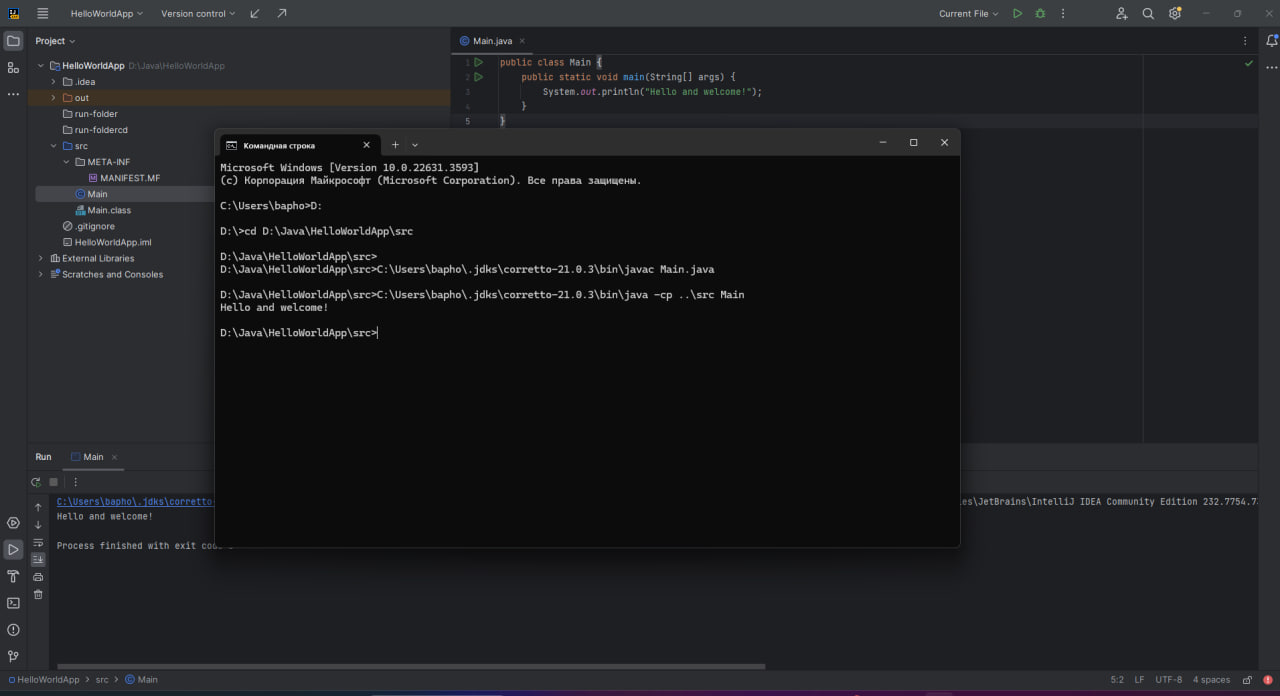 HelloWorldApp Version control Current File
Project
Main.java
HelloWorldApp D:\Java\HelloWorldApp
.idea
out
run-folder
run-foldercd
src
META-INF
MANIFEST.MF
Main
Main.class
.gitignore
HelloWorldApp.iml
External Libraries
Scratches and Consoles
1 public class Main {
2 public static void main(String[] args) {
3 System.out.println("Hello and welcome!");
4 }
5 }
Командная строка
Microsoft Windows [Version 10.0.22631.3593]
(c) Корпорация Майкрософт (Microsoft Corporation). Все права защищены.
C:\Users\bapho>D:
D:\>cd D:\Java\HelloWorldApp\src
D:\Java\HelloWorldApp\src>
D:\Java\HelloWorldApp\src>C:\Users\bapho\.jdks\corretto-21.0.3\bin\javac Main.java
D:\Java\HelloWorldApp\src>C:\Users\bapho\.jdks\corretto-21.0.3\bin\java -cp ..\src Main
Hello and welcome!
D:\Java\HelloWorldApp\src>
Run Main
C:\Users\bapho\.jdks\corretto- es\JetBrains\IntelliJ IDEA Community Edition 232.7754.7
Hello and welcome!
Process finished with exit code
HelloWorldApp > src > Main
5:2 LF UTF-8 4 spaces